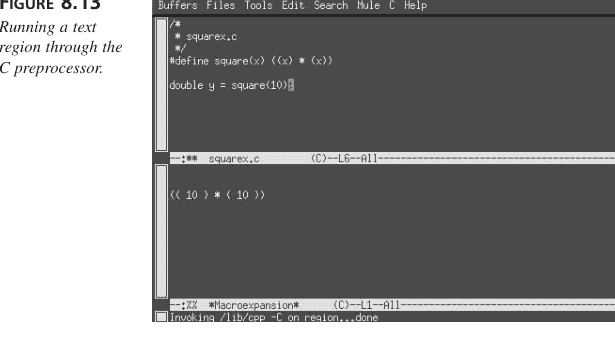 FIGURE 8.13
Running a text
region through the
C preprocessor.
Buffers Files Tools Edit Search Mule C Help
/*
 * squarex.c
 */
#define square(x) ((x) * (x))
double y = square(10);
--:** squarex.c (C)--L6--All--------------------------------
(( 10 ) * ( 10 ))
--:%% *Macroexpansion* (C)--L1--All----------------------------
Invoking /lib/cpp -C on region...done